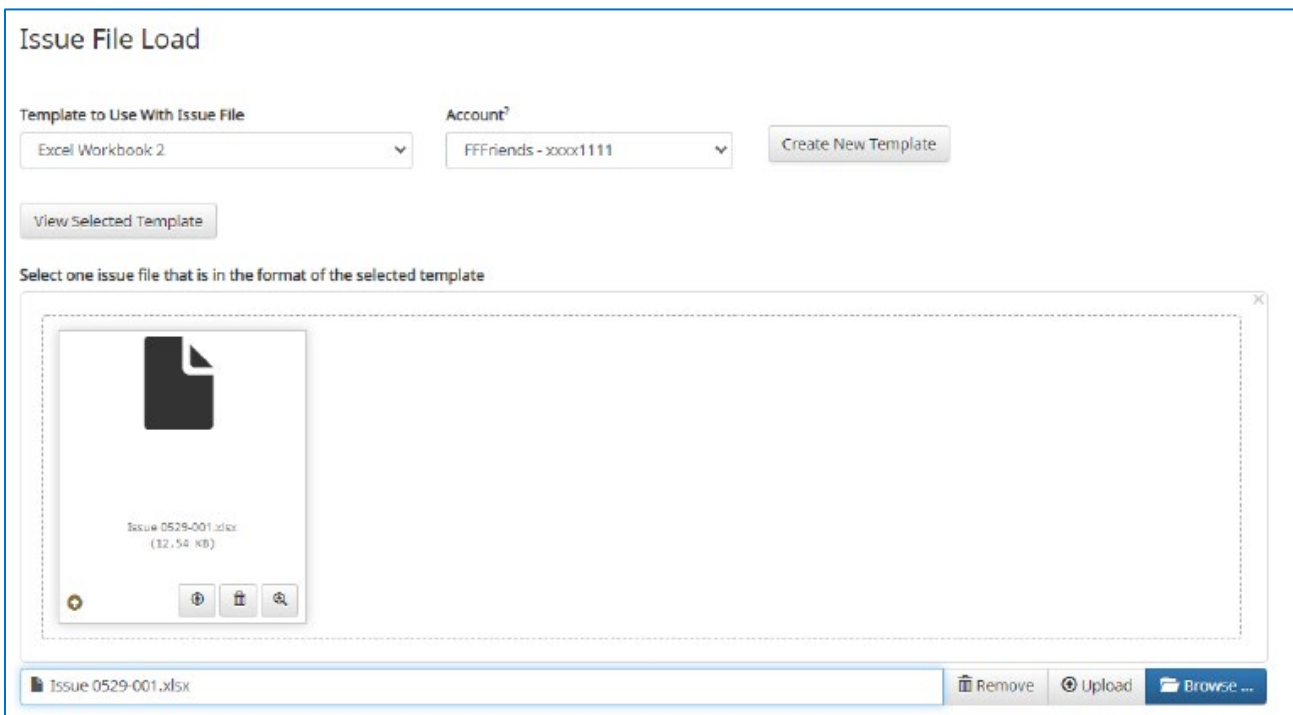 Issue File Load
Template to Use With Issue File
Account?
Excel Workbook 2
FFFriends - xxxx1111
Create New Template
View Selected Template
Select one issue file that is in the format of the selected template
Issue 0529-001.xlsx
(12.54 KB)
Issue 0529-001.xlsx
Remove
Upload
Browse ...